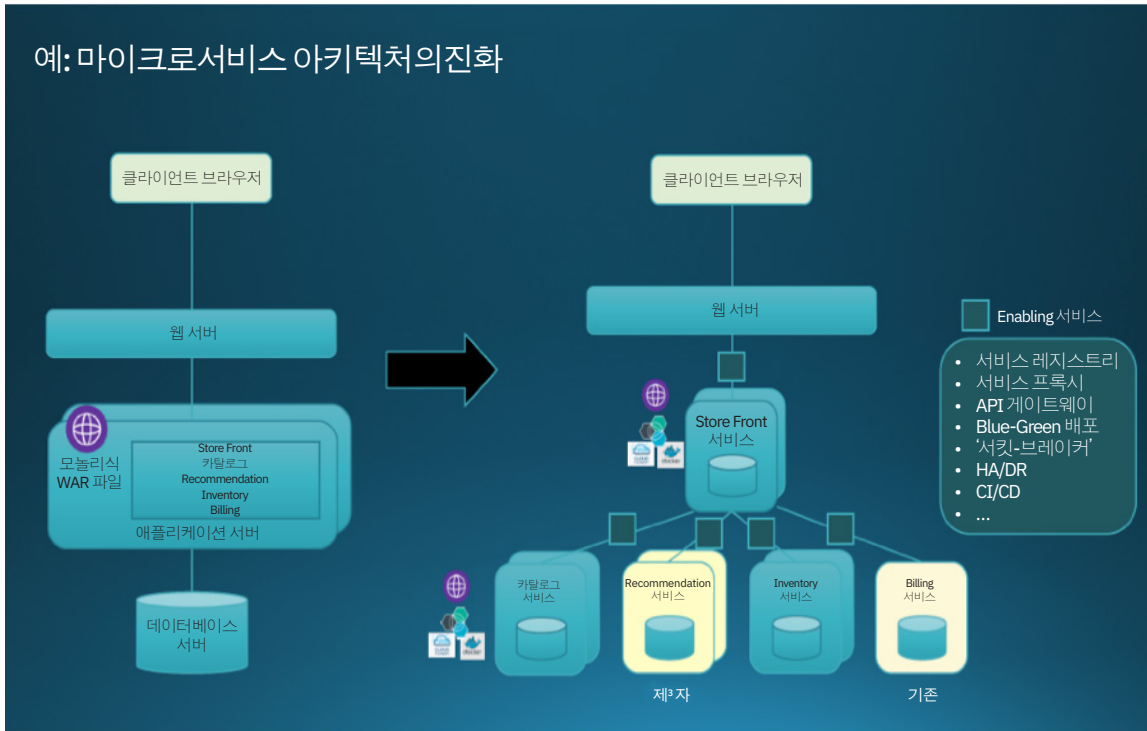 예: 마이크로서비스 아키텍처의진화
클라이언트 브라우저
웹 서버
모놀리식
WAR 파일
Store Front
카탈로그
Recommendation
Inventory
Billing
애플리케이션 서버
데이터베이스
서버
클라이언트 브라우저
웹 서버
Store Front
서비스
카탈로그
서비스
Recommendation
서비스
Inventory
서비스
Billing
서비스
제³ 자
기존
Enabling 서비스
• 서비스 레지스트리
• 서비스 프록시
• API 게이트웨이
• Blue-Green 배포
• ‘서킷-브레이커’
• HA/DR
• CI/CD
• ...